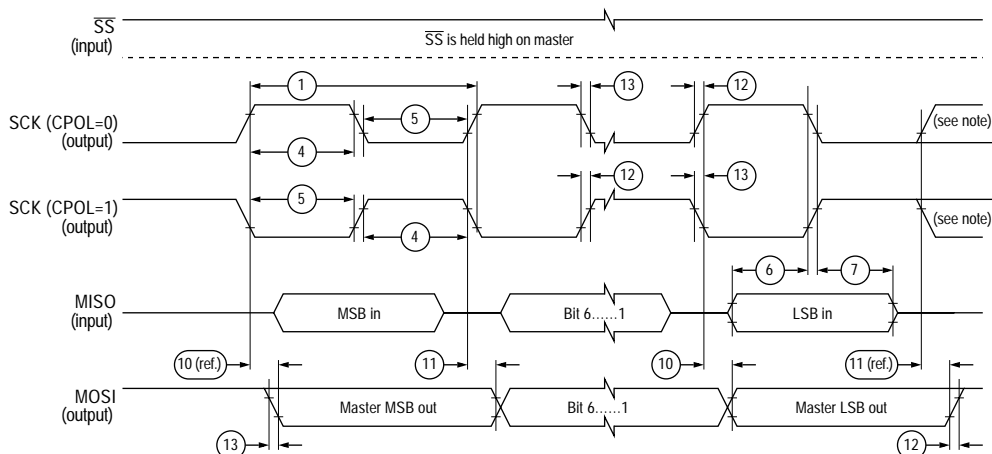 SS
(input)
SS is held high on master
1
13
12
SCK (CPOL=0)
(output)
5
(see note)
4
12
13
SCK (CPOL=1)
(output)
5
(see note)
4
6
7
MISO
(input)
MSB in
Bit 6......1
LSB in
10 (ref.)
11
10
11 (ref.)
MOSI
(output)
Master MSB out
Bit 6......1
Master LSB out
13
12